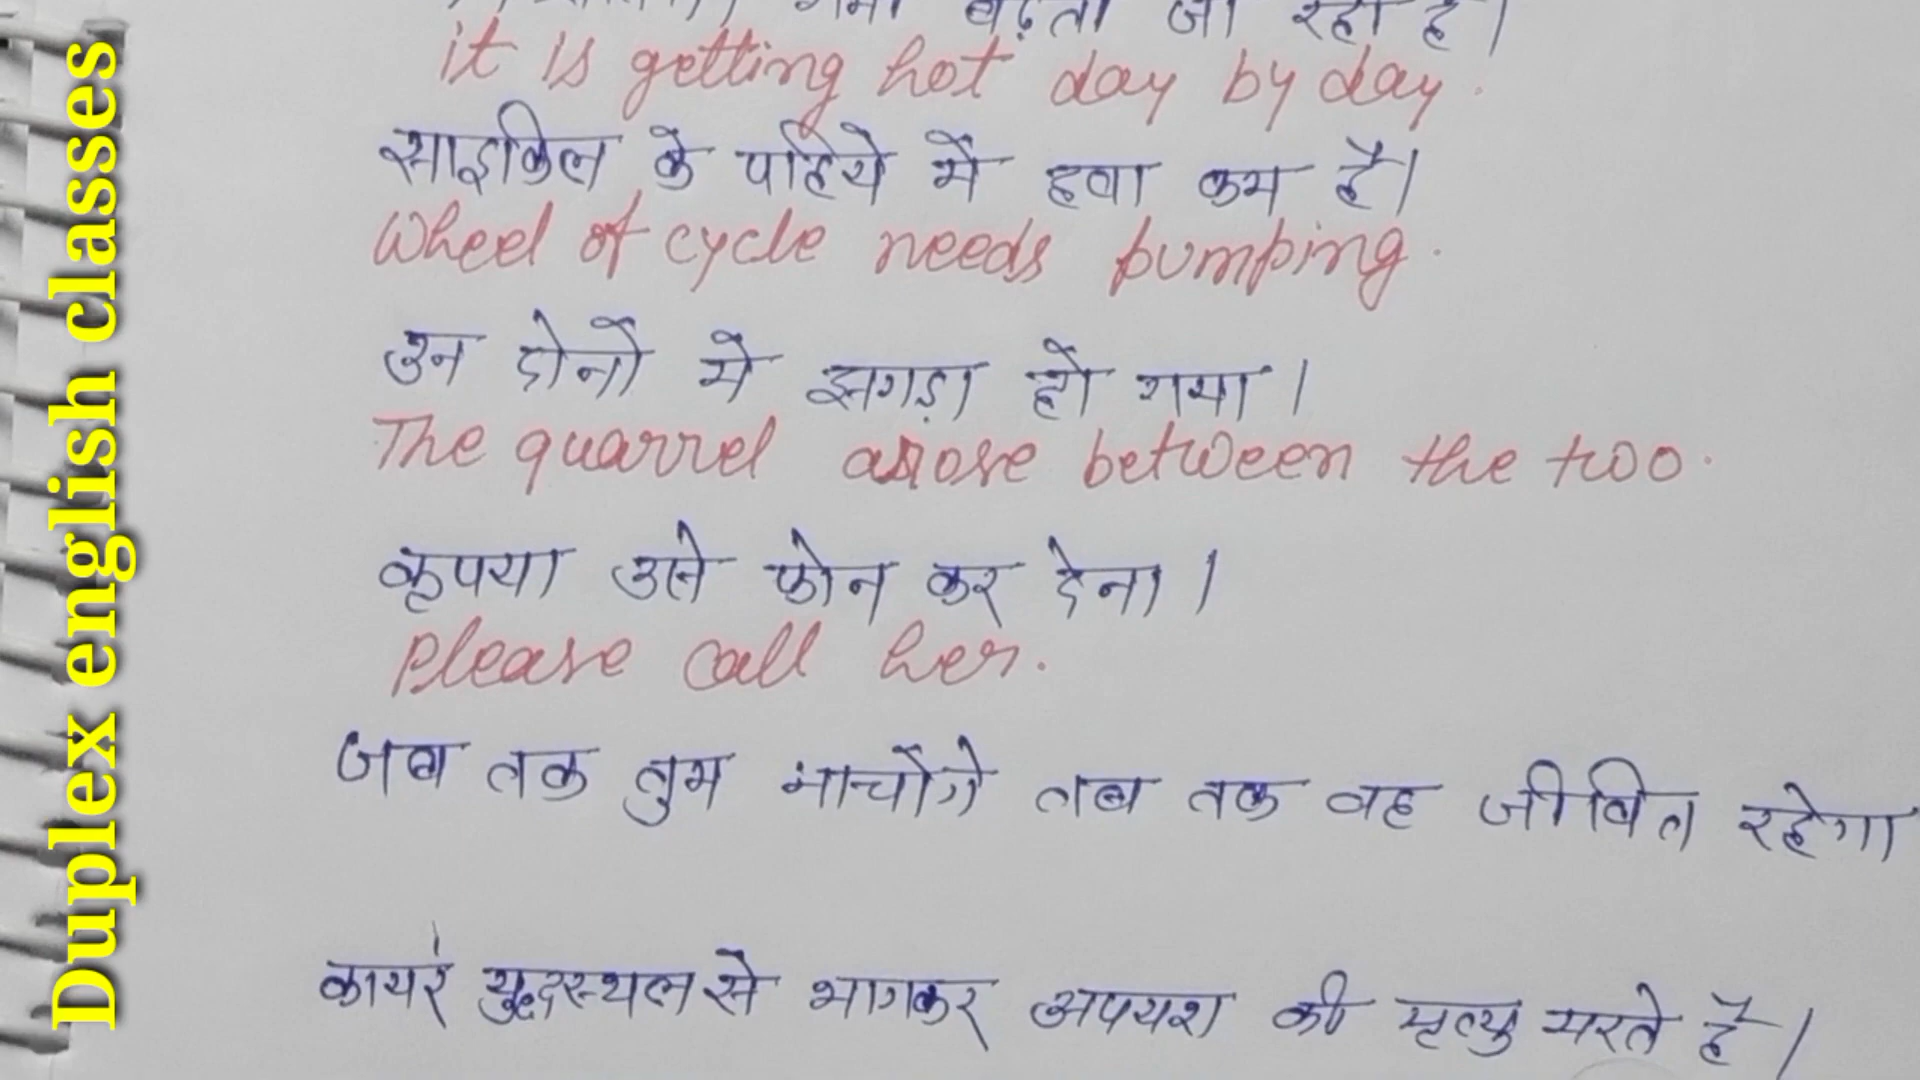 बढ़ता जा रहा है।
it is getting hot day by day.
साइकिल के पहिये में हवा कम है।
Wheel of cycle needs pumping.
उन दोनों में झगड़ा हो गया।
The quarrel arose between the two.
कृपया उसे फोन कर देना।
Please call her.
जब तक तुम नाचोंगे तब तक वह जीवित रहेगा
कायर युद्धस्थल से भागकर अपयश की मृत्यु मरते है।
Duplex english classes